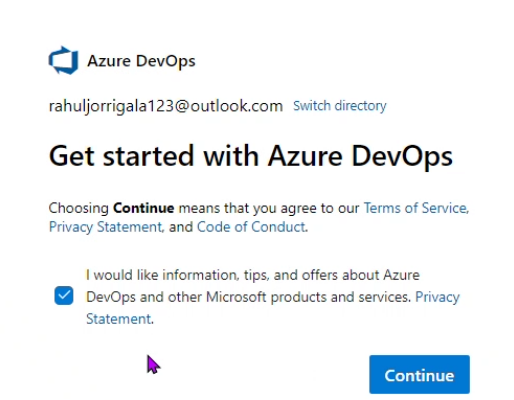 Azure DevOps
rahuljorrigala123@outlook.com Switch directory
Get started with Azure DevOps
Choosing Continue means that you agree to our Terms of Service,
Privacy Statement, and Code of Conduct.
I would like information, tips, and offers about Azure
DevOps and other Microsoft products and services. Privacy
Statement.
Continue